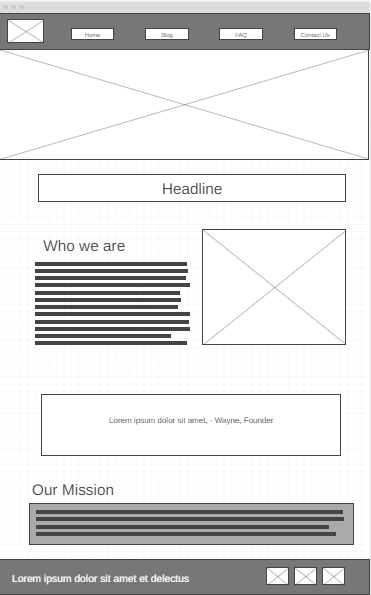 Home
Blog
FAQ
Contact Us
Headline
Who we are
Lorem ipsum dolor sit amet, - Wayne, Founder
Our Mission
Lorem ipsum dolor sit amet et delectus